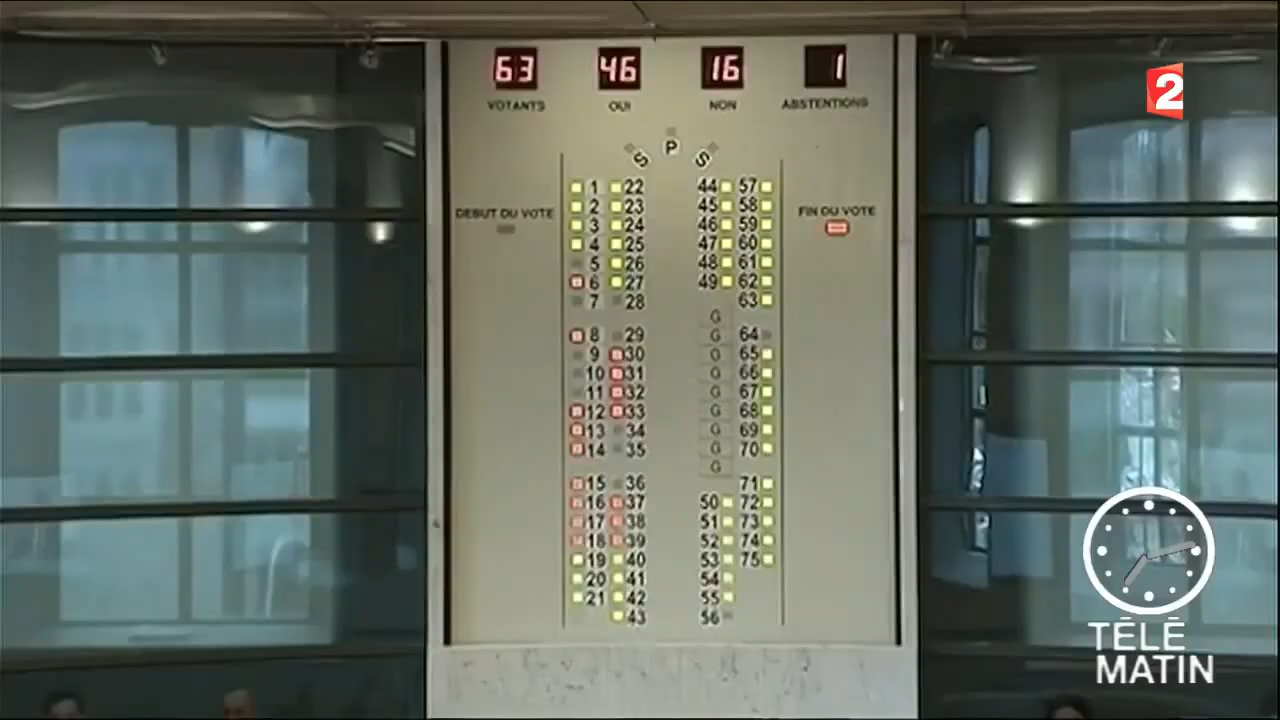 63 46 16 1
VOTANTS OUI NON ABSTENTIONS
2
S P S
1 22 44 57
2 23 45 58
DEBUT DU VOTE FIN DU VOTE
3 24 46 59
4 25 47 60
5 26 48 61
6 27 49 62
7 28 63
G
8 29 G 64
9 30 G 65
10 31 G 66
11 32 G 67
12 33 G 68
13 34 G 69
14 35 G 70
G
15 36 71
16 37 50 72
17 38 51 73
18 39 52 74
19 40 53 75
20 41 54
21 42 55
43 56
TÉLÉ
MATIN